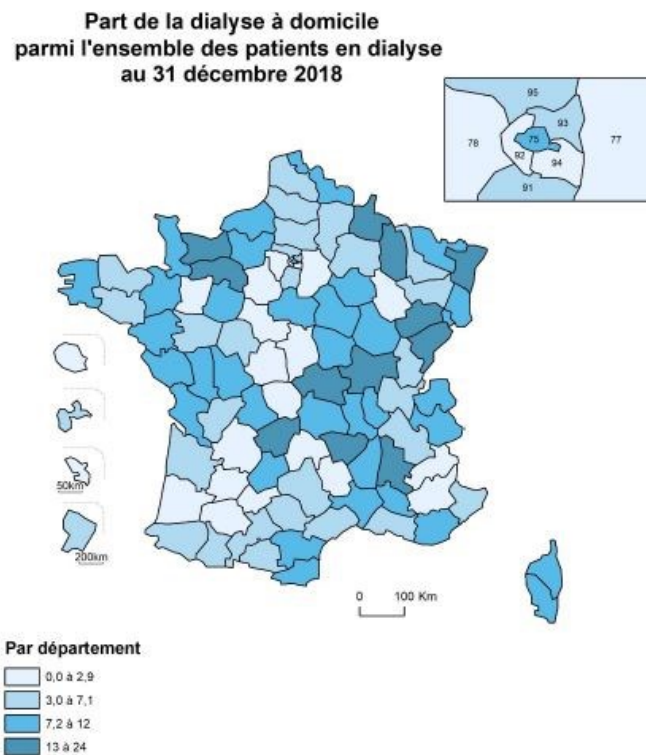 Part de la dialyse à domicile
parmi l'ensemble des patients en dialyse
au 31 décembre 2018
95
93
78
75
77
92
94
91
50km
200km
0 100 Km
Par département
0,0 à 2,9
3,0 à 7,1
7,2 à 12
13 à 24